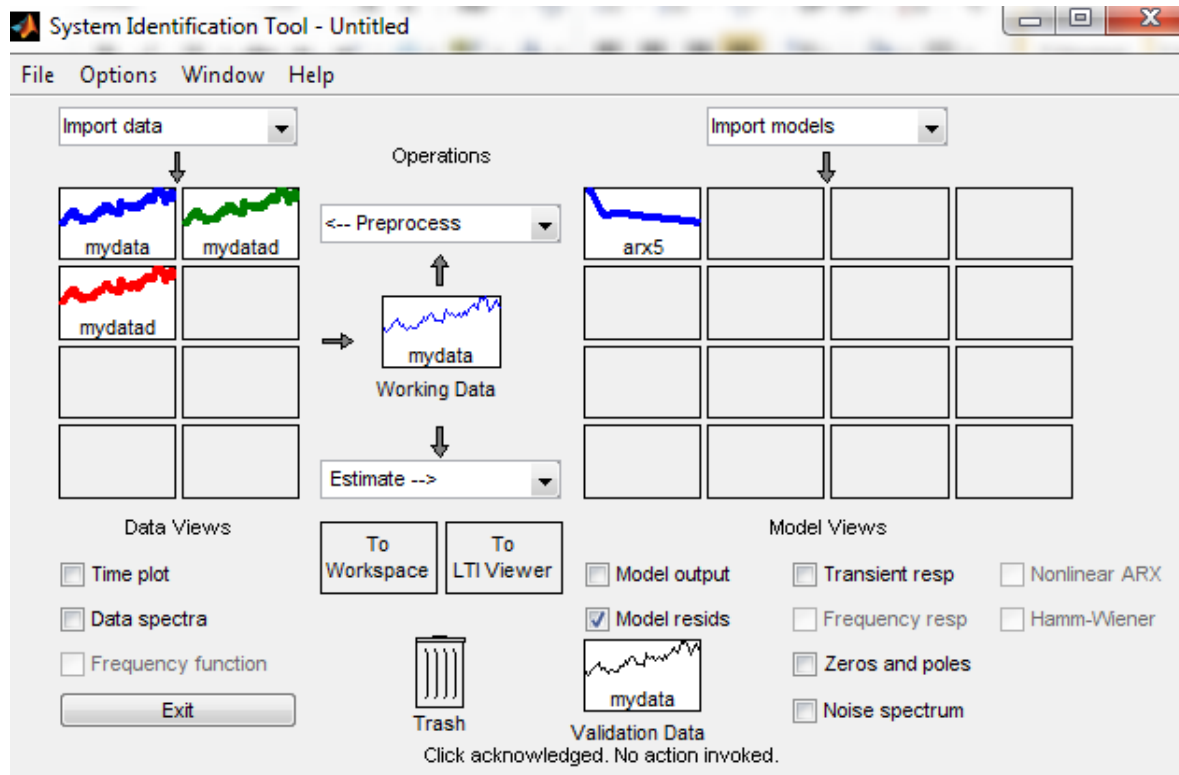 System Identification Tool - Untitled
File Options Window Help
Import data
Import models
Operations
mydata
mydatad
<-- Preprocess
arx5
mydatad
mydata
Working Data
Estimate -->
Data Views
Model Views
To Workspace
To LTI Viewer
Time plot
Model output
Transient resp
Nonlinear ARX
Data spectra
Model resids
Frequency resp
Hamm-Wiener
Frequency function
Zeros and poles
mydata
Exit
Noise spectrum
Trash
Validation Data
Click acknowledged. No action invoked.